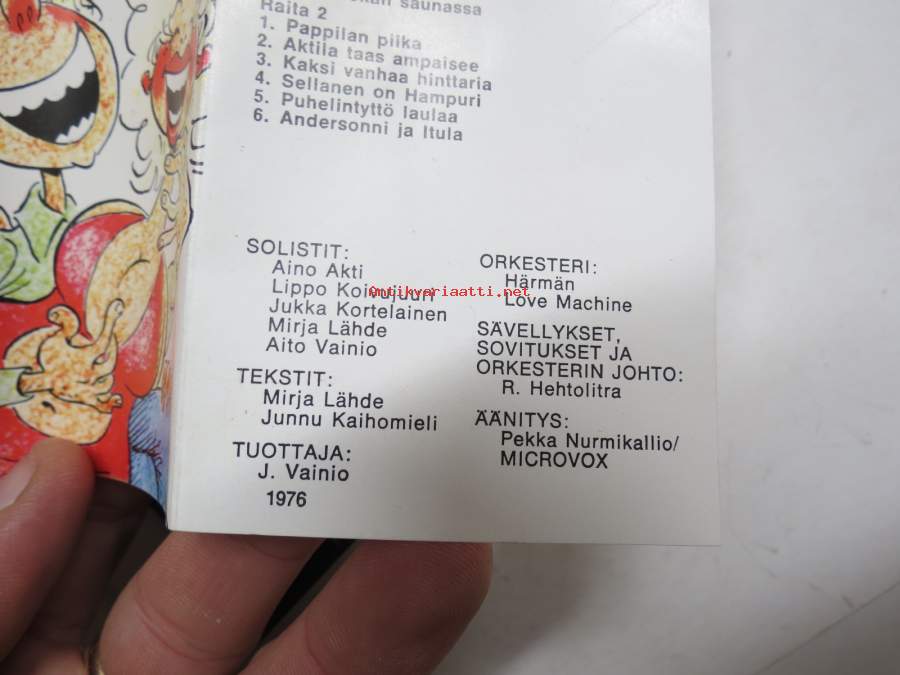 saunassa
Raita 2
1. Pappilan piika
2. Aktila taas ampaisee
3. Kaksi vanhaa hinttaria
4. Sellanen on Hampuri
5. Puhelintyttö laulaa
6. Andersonni ja Itula
SOLISTIT:
Aino Akti
Lippo Koivujuuri
Jukka Kortelainen
Mirja Lähde
Aito Vainio
TEKSTIT:
Mirja Lähde
Junnu Kaihomieli
TUOTTAJA:
J. Vainio
1976
ORKESTERI:
Härmän
Love Machine
SÄVELLYKSET,
SOVITUKSET JA
ORKESTERIN JOHTO:
R. Hehtolitra
ÄÄNITYS:
Pekka Nurmikallio/
MICROVOX
Antikvariaatti.net